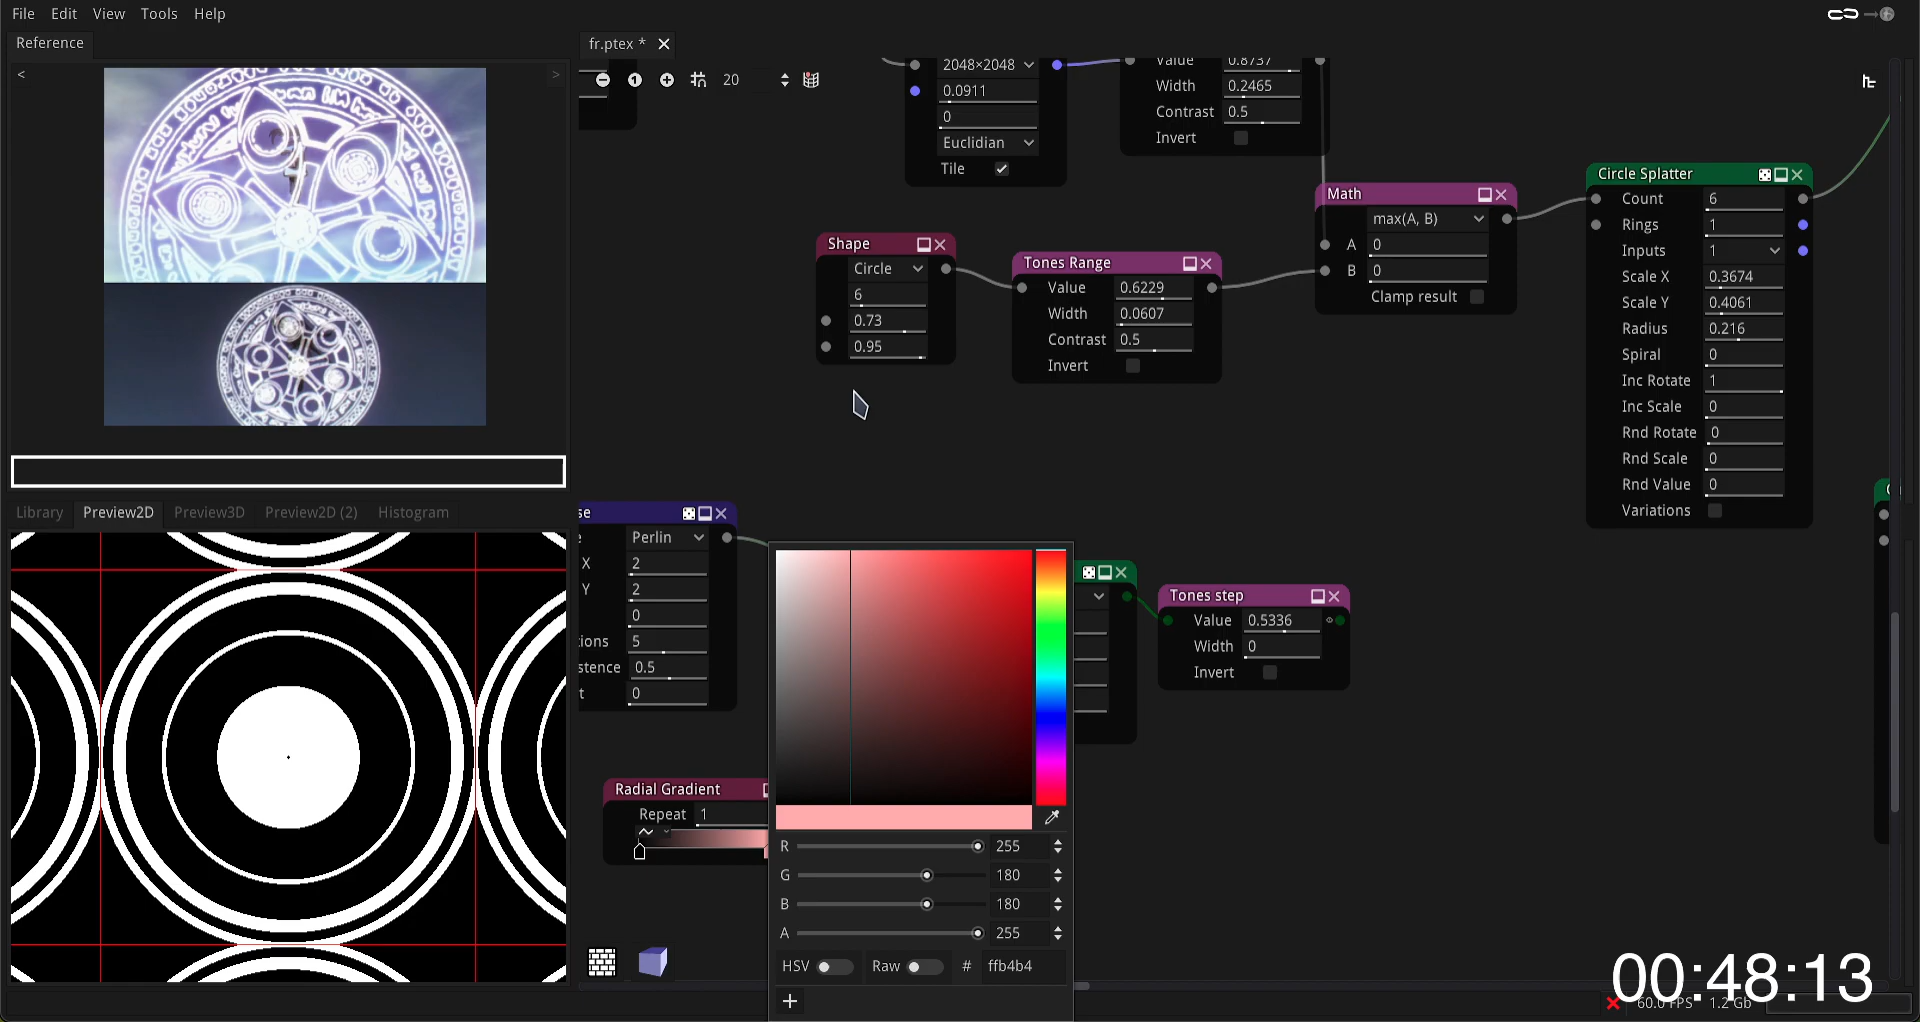 File Edit View Tools Help
Reference
fr.ptex *
< >
20
2048×2048
0.0911
0
Euclidian
Tile
Value 0.8737
Width 0.2465
Contrast 0.5
Invert
Math
max(A, B)
A 0
B 0
Clamp result
Circle Splatter
Count 6
Rings 1
Inputs 1
Scale X 0.3674
Scale Y 0.4061
Radius 0.216
Spiral 0
Inc Rotate 1
Inc Scale 0
Rnd Rotate 0
Rnd Scale 0
Rnd Value 0
Variations
Shape
Circle
6
0.73
0.95
Tones Range
Value 0.6229
Width 0.0607
Contrast 0.5
Invert
Library Preview2D Preview3D Preview2D (2) Histogram
se
Perlin
X 2
Y 2
0
ions 5
stence 0.5
t 0
Tones step
Value 0.5336
Width 0
Invert
Radial Gradient
Repeat 1
R 255
G 180
B 180
A 255
HSV Raw # ffb4b4
+
00:48:13
60.0 FPS 1.2 Gb